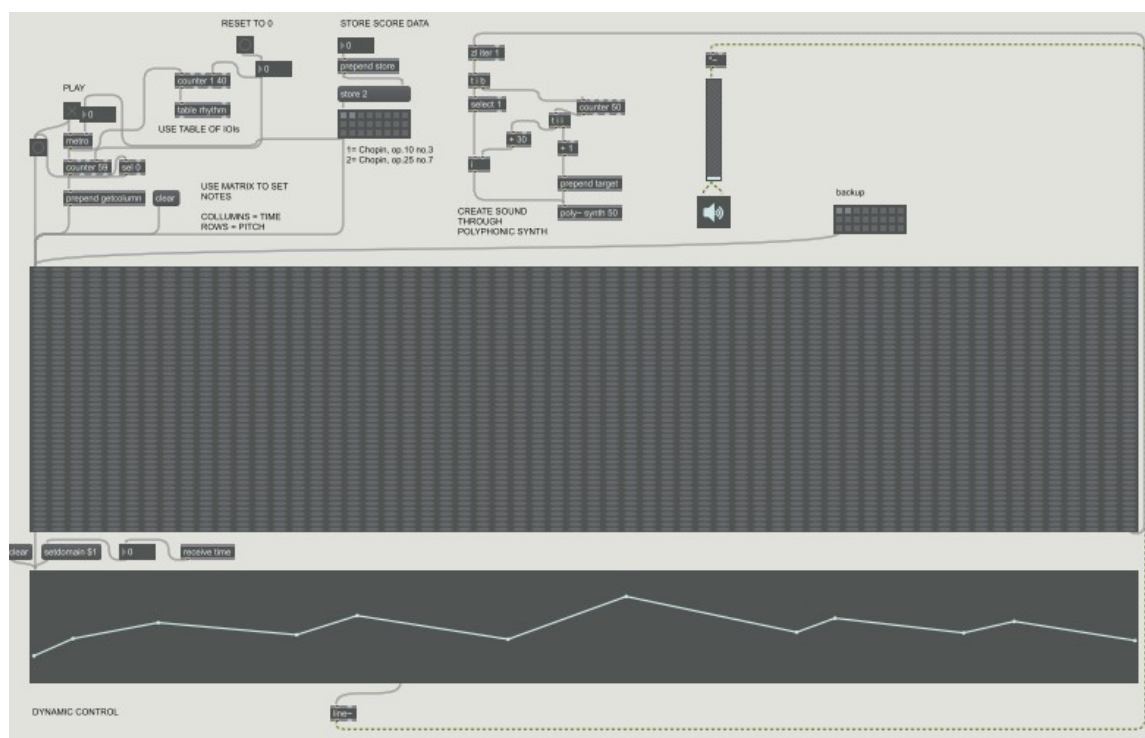 RESET TO 0
STORE SCORE DATA
0
zl iter 1
*~
0
prepend store
counter 1 40
t i b
PLAY
store 2
select 1
counter 50
0
table rhythm
t i i
USE TABLE OF IOIs
metro
+ 30
1= Chopin, op.10 no.3
2= Chopin, op.25 no.7
+ 1
counter 59
sel 0
i
prepend target
USE MATRIX TO SET
NOTES
prepend getcolumn
clear
backup
COLLUMNS = TIME
ROWS = PITCH
CREATE SOUND
THROUGH
POLYPHONIC SYNTH
poly~ synth 50
clear
setdomain $1
0
receive time
DYNAMIC CONTROL
line~